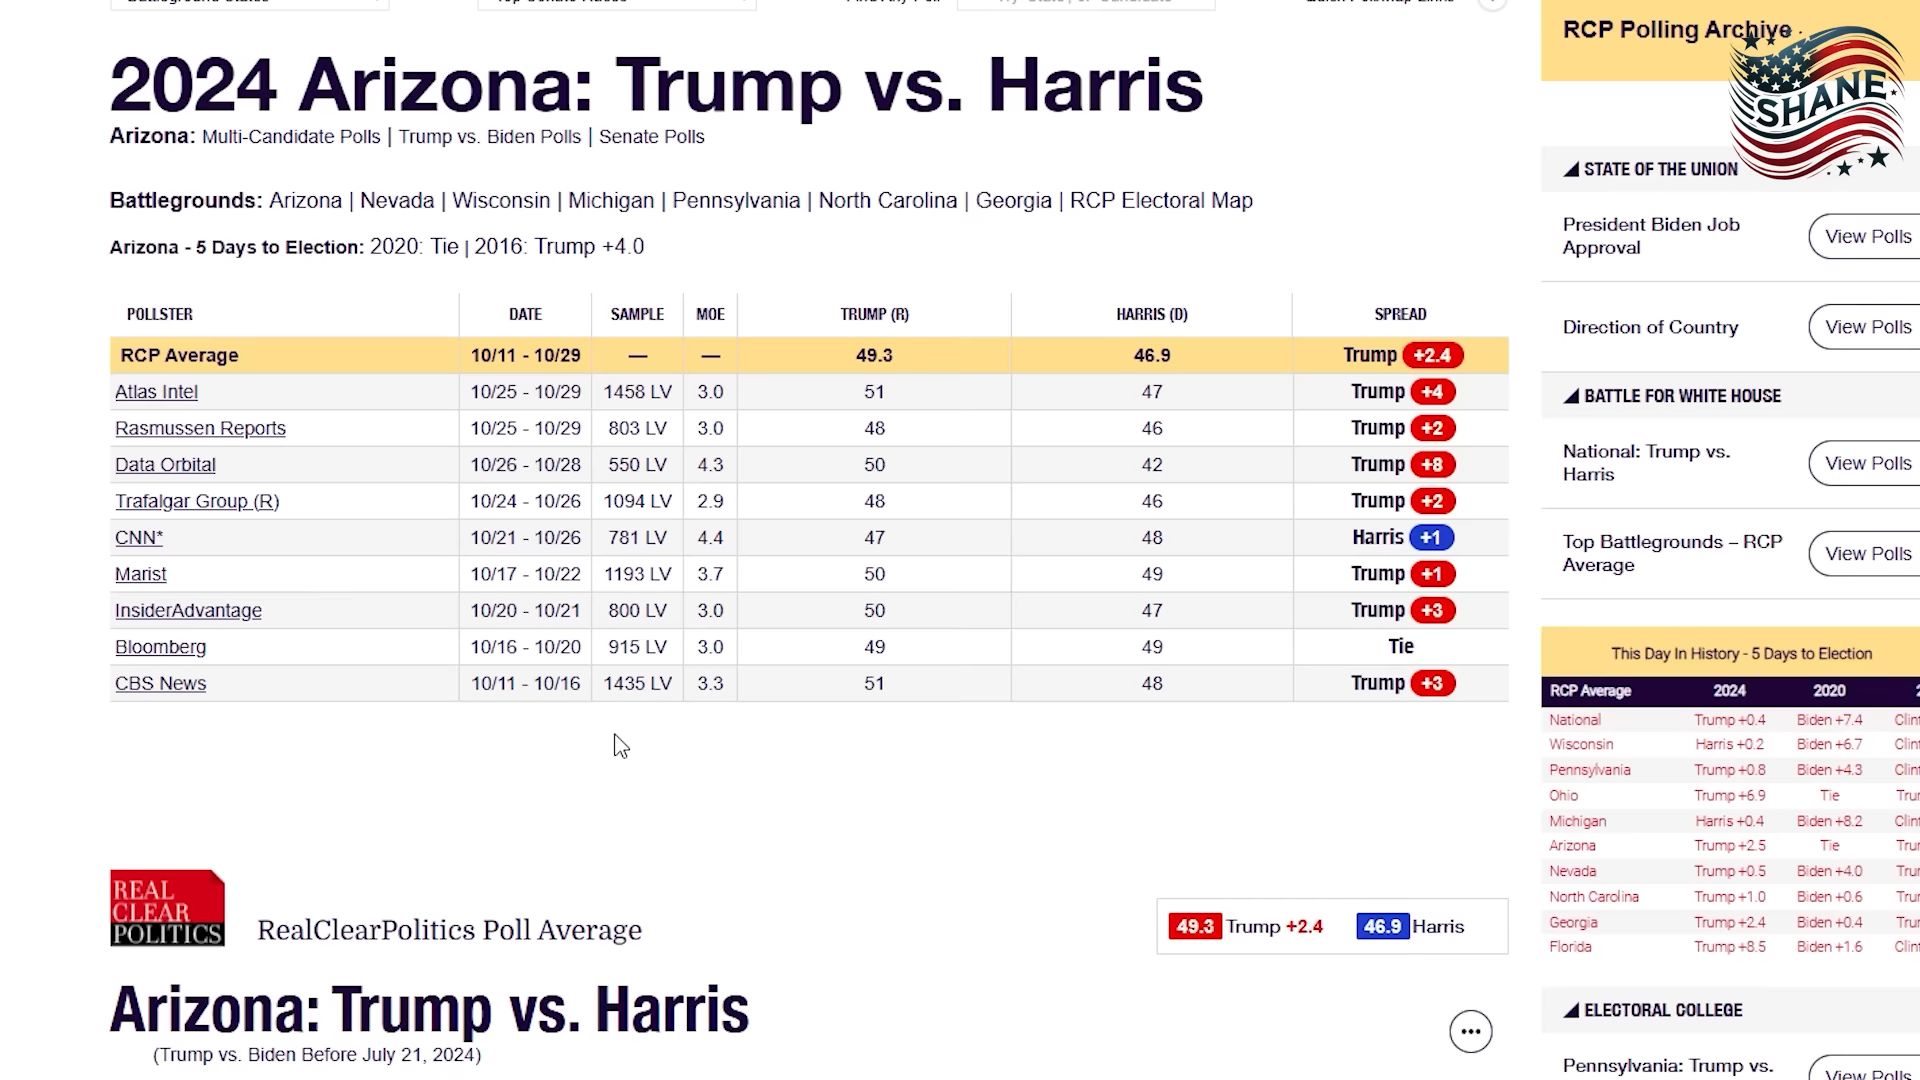 RCP Polling Archive
SHANE
2024 Arizona: Trump vs. Harris
Arizona: Multi-Candidate Polls | Trump vs. Biden Polls | Senate Polls
Battlegrounds: Arizona | Nevada | Wisconsin | Michigan | Pennsylvania | North Carolina | Georgia | RCP Electoral Map
Arizona - 5 Days to Election: 2020: Tie | 2016: Trump +4.0
POLLSTER DATE SAMPLE MOE TRUMP (R) HARRIS (D) SPREAD
RCP Average 10/11 - 10/29 — — 49.3 46.9 Trump +2.4
Atlas Intel 10/25 - 10/29 1458 LV 3.0 51 47 Trump +4
Rasmussen Reports 10/25 - 10/29 803 LV 3.0 48 46 Trump +2
Data Orbital 10/26 - 10/28 550 LV 4.3 50 42 Trump +8
Trafalgar Group (R) 10/24 - 10/26 1094 LV 2.9 48 46 Trump +2
CNN* 10/21 - 10/26 781 LV 4.4 47 48 Harris +1
Marist 10/17 - 10/22 1193 LV 3.7 50 49 Trump +1
InsiderAdvantage 10/20 - 10/21 800 LV 3.0 50 47 Trump +3
Bloomberg 10/16 - 10/20 915 LV 3.0 49 49 Tie
CBS News 10/11 - 10/16 1435 LV 3.3 51 48 Trump +3
REAL
CLEAR
POLITICS
RealClearPolitics Poll Average
49.3 Trump +2.4 46.9 Harris
Arizona: Trump vs. Harris
(Trump vs. Biden Before July 21, 2024)
STATE OF THE UNION
President Biden Job
Approval
View Polls
Direction of Country
View Polls
BATTLE FOR WHITE HOUSE
National: Trump vs.
Harris
View Polls
Top Battlegrounds – RCP
Average
View Polls
This Day In History - 5 Days to Election
RCP Average 2024 2020
National Trump +0.4 Biden +7.4
Wisconsin Harris +0.2 Biden +6.7
Pennsylvania Trump +0.8 Biden +4.3
Ohio Trump +6.9 Tie
Michigan Harris +0.4 Biden +8.2
Arizona Trump +2.5 Tie
Nevada Trump +0.5 Biden +4.0
North Carolina Trump +1.0 Biden +0.6
Georgia Trump +2.4 Biden +0.4
Florida Trump +8.5 Biden +1.6
ELECTORAL COLLEGE
Pennsylvania: Trump vs.
View Polls